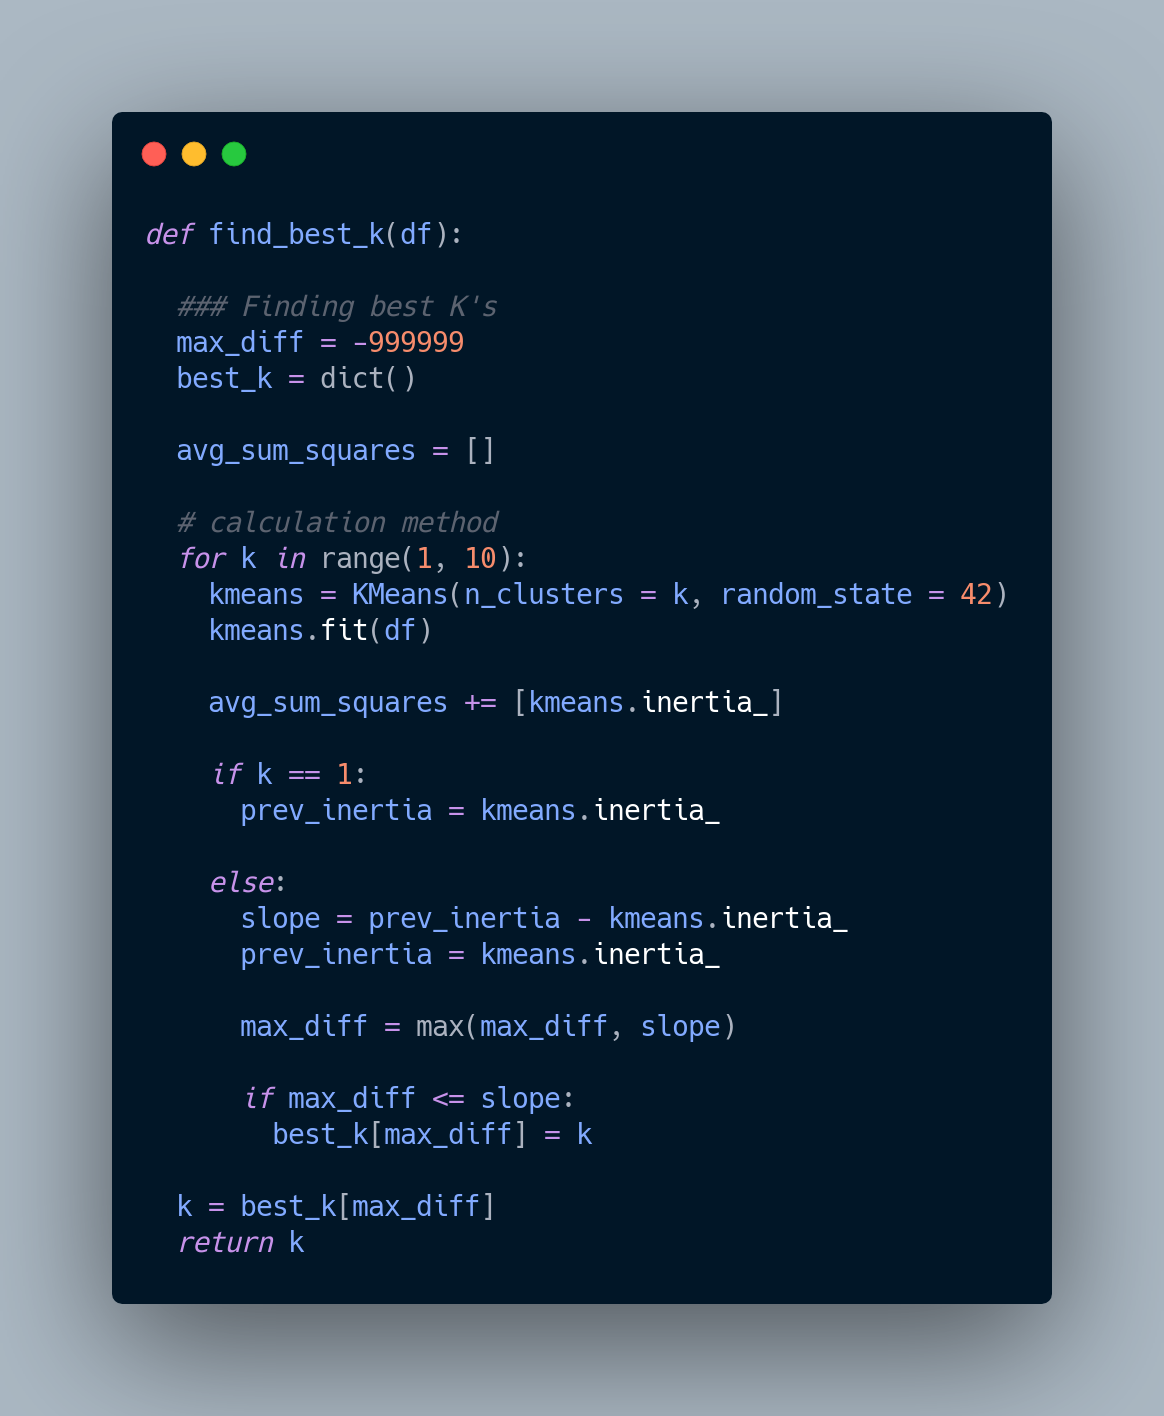 def find_best_k(df):

  ### Finding best K's
  max_diff = -999999
  best_k = dict()

  avg_sum_squares = []

  # calculation method
  for k in range(1, 10):
    kmeans = KMeans(n_clusters = k, random_state = 42)
    kmeans.fit(df)

    avg_sum_squares += [kmeans.inertia_]

    if k == 1:
      prev_inertia = kmeans.inertia_

    else:
      slope = prev_inertia - kmeans.inertia_
      prev_inertia = kmeans.inertia_

      max_diff = max(max_diff, slope)

      if max_diff <= slope:
        best_k[max_diff] = k

  k = best_k[max_diff]
  return k